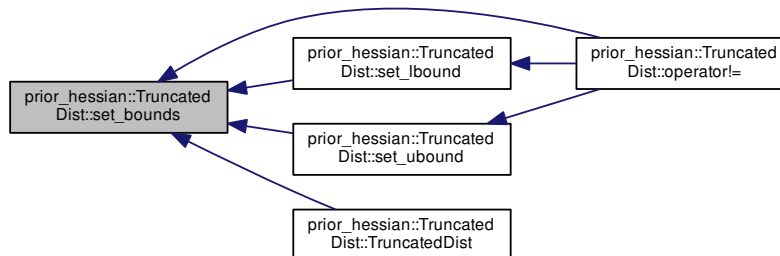 prior_hessian::Truncated
Dist::set_bounds
prior_hessian::Truncated
Dist::set_lbound
prior_hessian::Truncated
Dist::set_ubound
prior_hessian::Truncated
Dist::TruncatedDist
prior_hessian::Truncated
Dist::operator!=